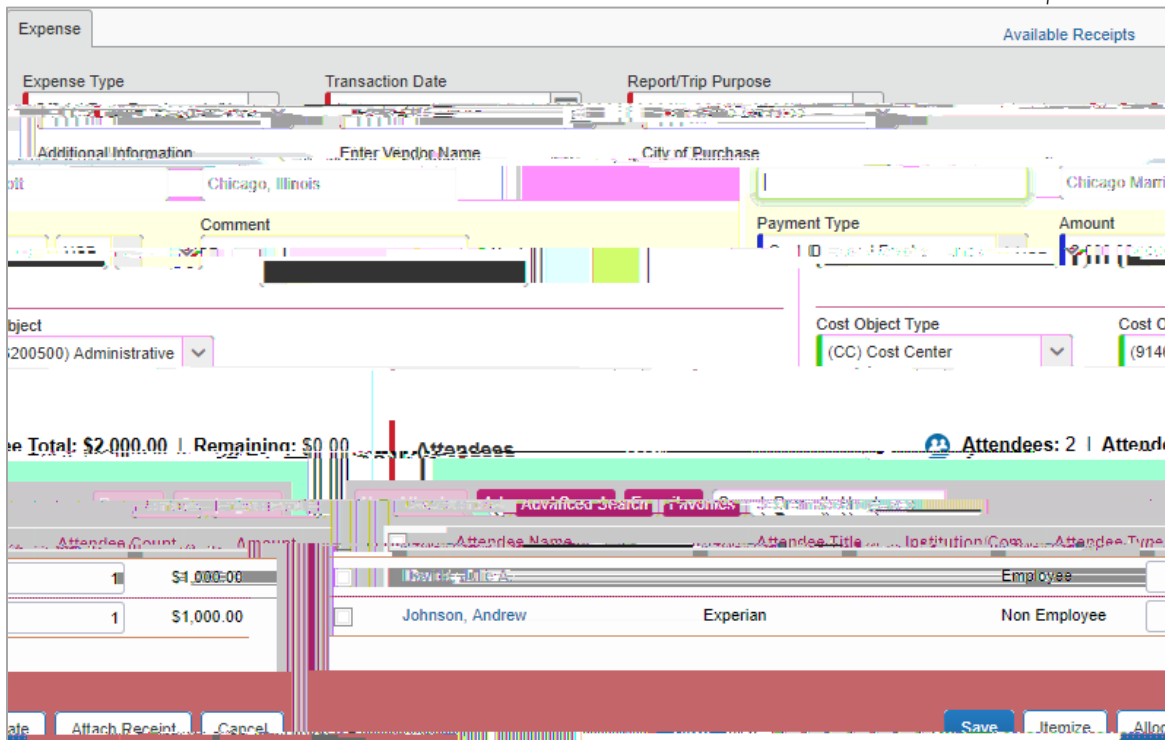 Expense
Available Receipts
Expense Type Transaction Date Report/Trip Purpose
Additional Information Enter Vendor Name City of Purchase
ott Chicago, Illinois Chicago Marri
Comment Payment Type Amount
bject Cost Object Type Cost O
200500) Administrative (CC) Cost Center (914
ee Total: $2,000.00 | Remaining: $0.00 Attendees Attendees: 2 | Attend
Advanced Search Favorites
Attendee Count Amount Attendee Name Attendee Title Institution/Com Attendee Type
1 $1,000.00 Employee
1 $1,000.00 Johnson, Andrew Experian Non Employee
ate Attach Receipt Cancel Save Itemize Alloc